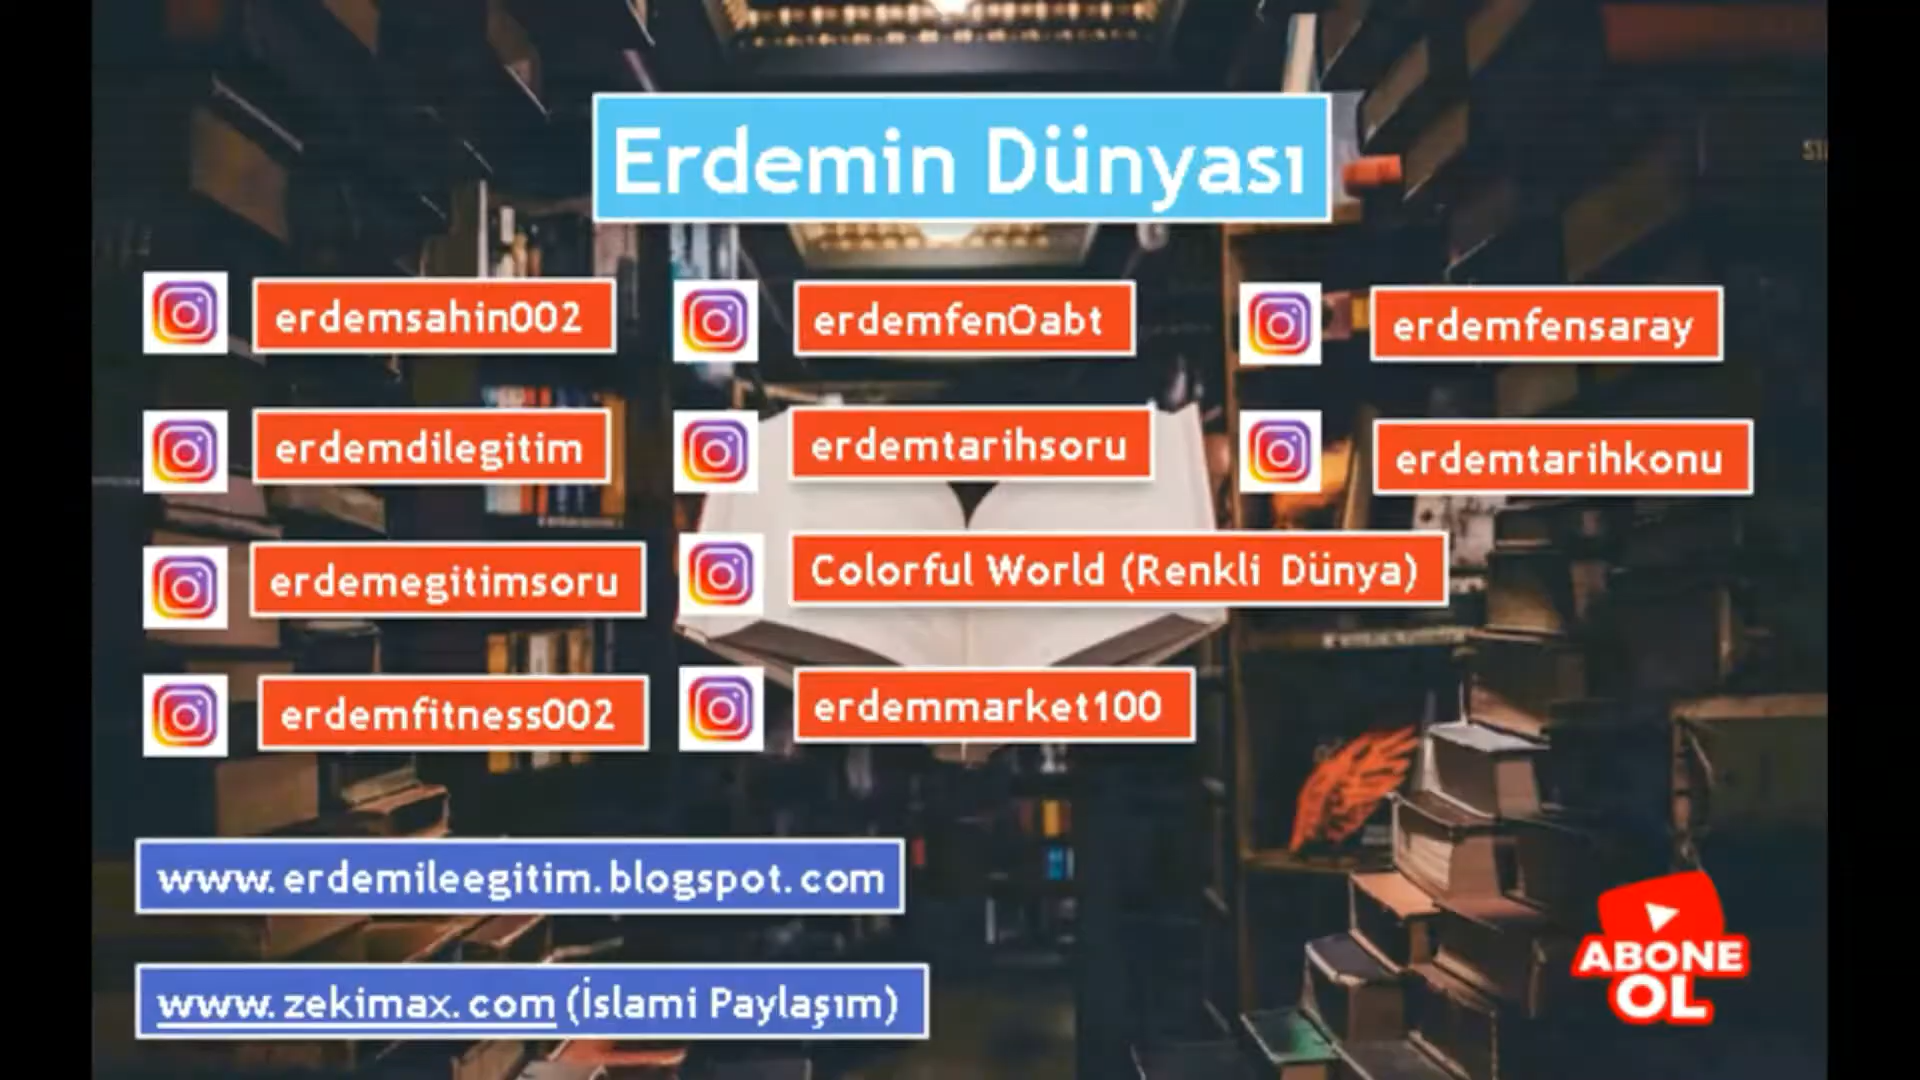 Erdemin Dünyası
erdemsahin002
erdemfen0abt
erdemfensaray
erdemdilegitim
erdemtarihsoru
erdemtarihkonu
erdemegitimsoru
Colorful World (Renkli Dünya)
erdemfitness002
erdemmarket100
www.erdemileegitim.blogspot.com
www.zekimax.com (İslami Paylaşım)
ABONE
OL